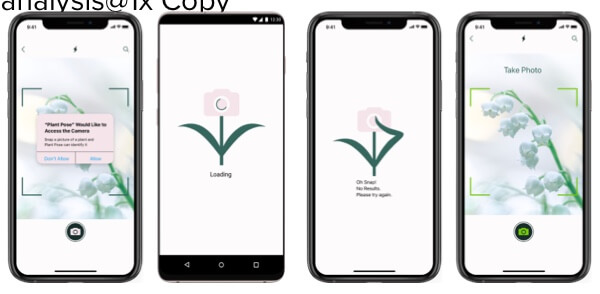 analysis@1x Copy
9:41
"Plant Pose" Would Like to
Access the Camera
Snap a picture of a plant and
Plant Pose can identify it
Don't Allow
Allow
12:30
Loading
9:41
Oh Snap!
No Results.
Please try again.
9:41
Take Photo